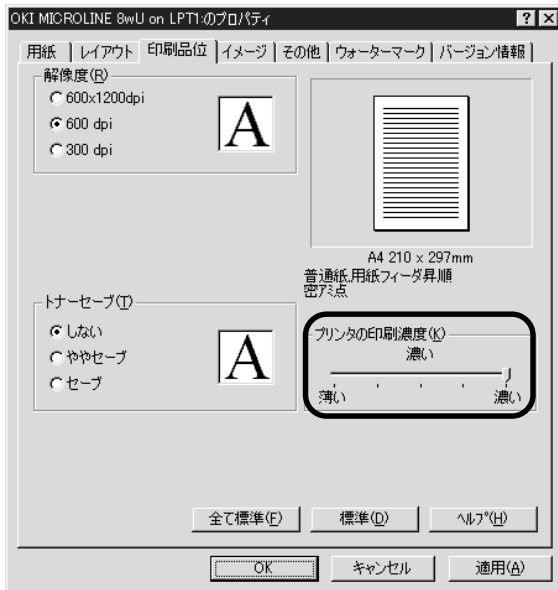 OKI MICROLINE 8wU on LPT1:のプロパティ
用紙 レイアウト 印刷品位 イメージ その他 ウォーターマーク バージョン情報
解像度(R)
600x1200dpi
600 dpi
300 dpi
A
A4 210 x 297mm
普通紙,用紙フィーダ昇順
密アミ点
トナーセーブ(T)
しない
ややセーブ
セーブ
A
プリンタの印刷濃度(K)
濃い
薄い 濃い
全て標準(F) 標準(D) ヘルプ(H)
OK キャンセル 適用(A)